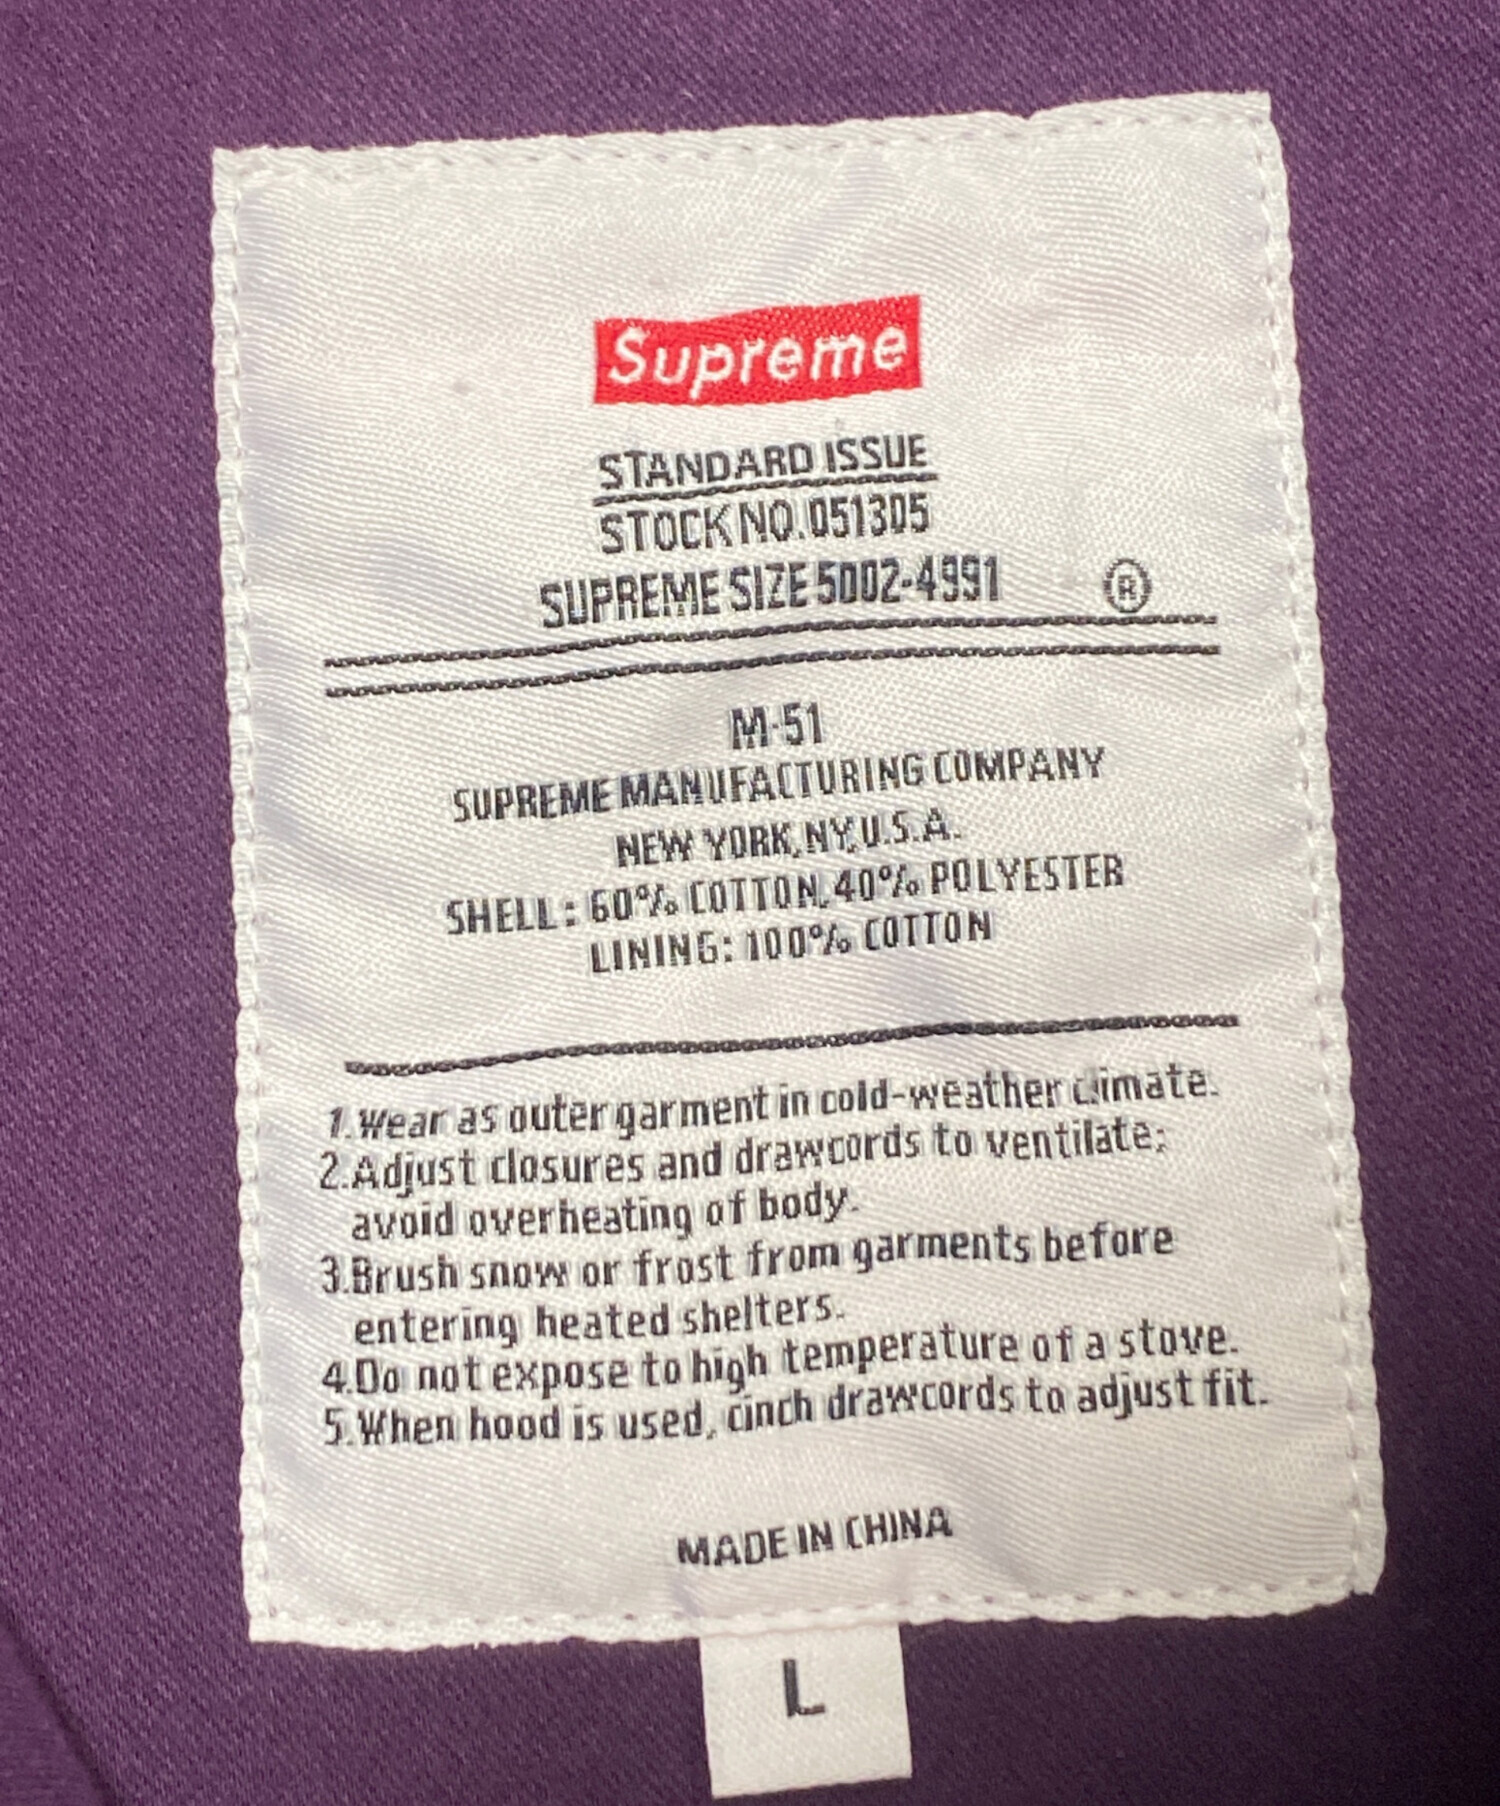 Supreme
STANDARD ISSUE
STOCK NO.051305
SUPREME SIZE 5002-4991 ®
M-51
SUPREME MANUFACTURING COMPANY
NEW YORK,NY,U.S.A.
SHELL: 60% COTTON,40% POLYESTER
LINING: 100% COTTON
1.Wear as outer garment in cold-weather climate.
2.Adjust closures and drawcords to ventilate;
avoid overheating of body.
3.Brush snow or frost from garments before
entering heated shelters.
4.Do not expose to high temperature of a stove.
5.When hood is used, cinch drawcords to adjust fit.
MADE IN CHINA
L